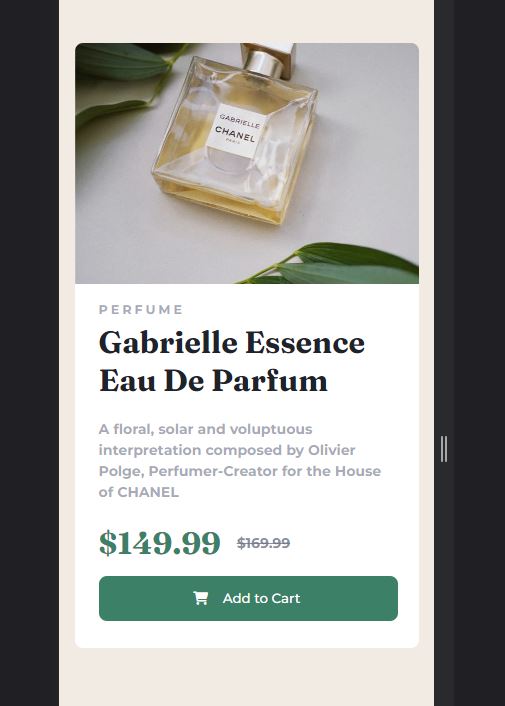 GABRIELLE
CHANEL
PARIS
PERFUME
Gabrielle Essence
Eau De Parfum
A floral, solar and voluptuous
interpretation composed by Olivier
Polge, Perfumer-Creator for the House
of CHANEL
$149.99 $169.99
Add to Cart